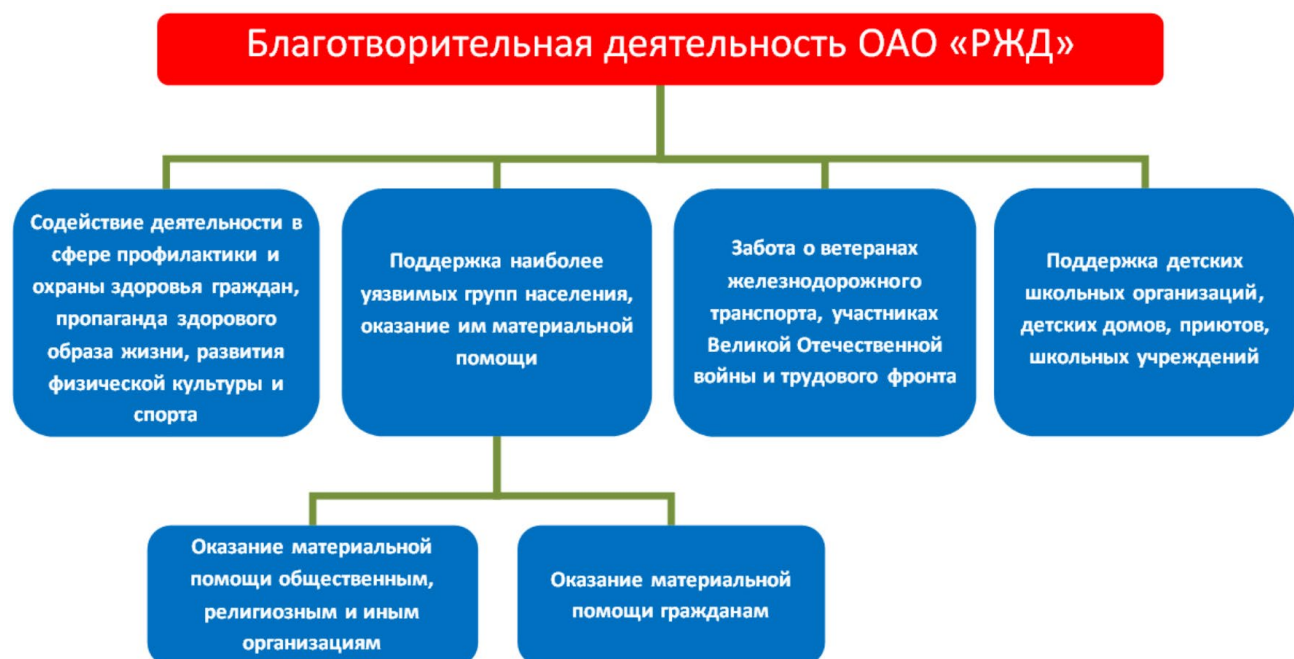 Благотворительная деятельность ОАО «РЖД»
Содействие деятельности в
сфере профилактики и
охраны здоровья граждан,
пропаганда здорового
образа жизни, развития
физической культуры и
спорта
Поддержка наиболее
уязвимых групп населения,
оказание им материальной
помощи
Забота о ветеранах
железнодорожного
транспорта, участниках
Великой Отечественной
войны и трудового фронта
Поддержка детских
школьных организаций,
детских домов, приютов,
школьных учреждений
Оказание материальной
помощи общественным,
религиозным и иным
организациям
Оказание материальной
помощи гражданам